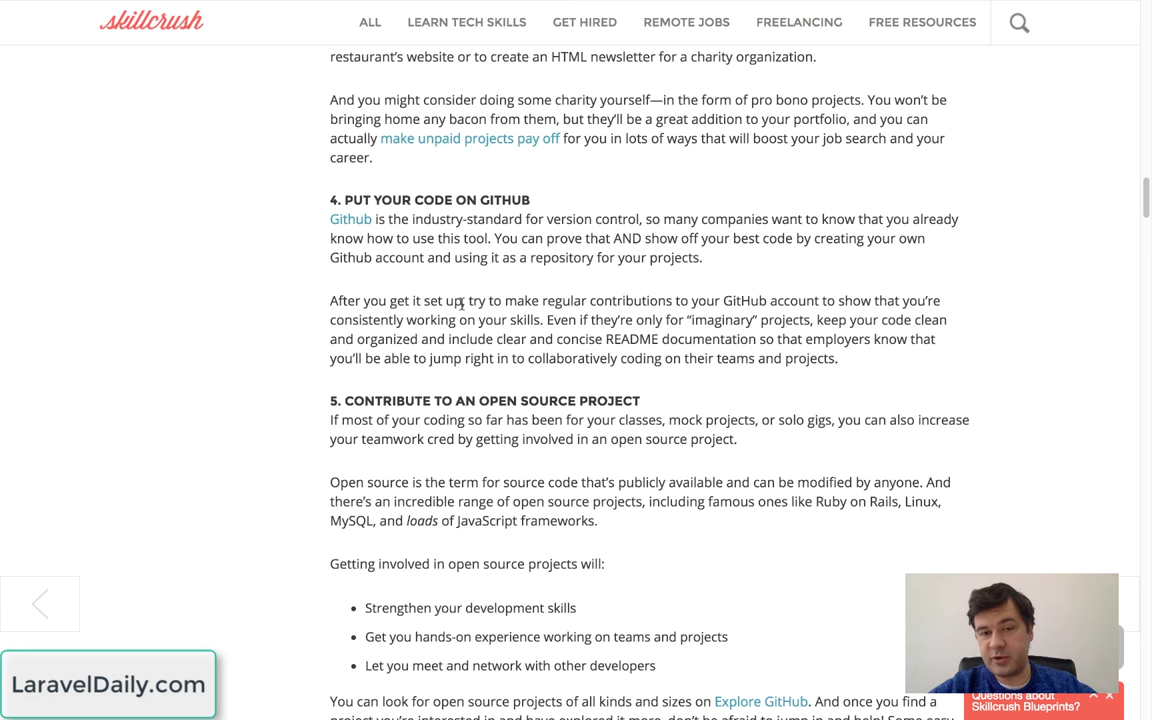 skillcrush
ALL LEARN TECH SKILLS GET HIRED REMOTE JOBS FREELANCING FREE RESOURCES
restaurant's website or to create an HTML newsletter for a charity organization.
And you might consider doing some charity yourself—in the form of pro bono projects. You won't be
bringing home any bacon from them, but they'll be a great addition to your portfolio, and you can
actually make unpaid projects pay off for you in lots of ways that will boost your job search and your
career.
4. PUT YOUR CODE ON GITHUB
Github is the industry-standard for version control, so many companies want to know that you already
know how to use this tool. You can prove that AND show off your best code by creating your own
Github account and using it as a repository for your projects.
After you get it set up, try to make regular contributions to your GitHub account to show that you're
consistently working on your skills. Even if they're only for “imaginary” projects, keep your code clean
and organized and include clear and concise README documentation so that employers know that
you'll be able to jump right in to collaboratively coding on their teams and projects.
5. CONTRIBUTE TO AN OPEN SOURCE PROJECT
If most of your coding so far has been for your classes, mock projects, or solo gigs, you can also increase
your teamwork cred by getting involved in an open source project.
Open source is the term for source code that's publicly available and can be modified by anyone. And
there's an incredible range of open source projects, including famous ones like Ruby on Rails, Linux,
MySQL, and loads of JavaScript frameworks.
Getting involved in open source projects will:
• Strengthen your development skills
• Get you hands-on experience working on teams and projects
• Let you meet and network with other developers
You can look for open source projects of all kinds and sizes on Explore GitHub. And once you find a
project you're interested in and have explored it more, don't be afraid to jump in and help! Some easy
LaravelDaily.com
Questions about
Skillcrush Blueprints?